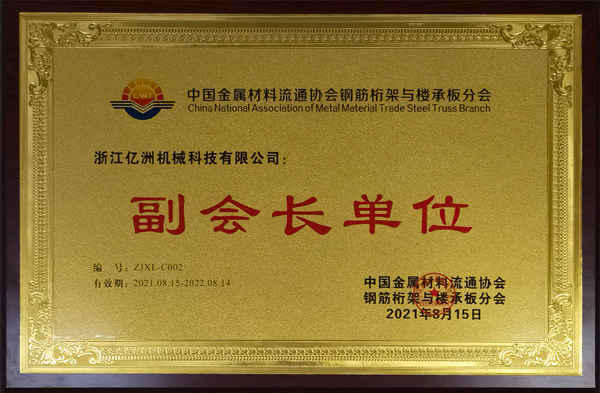 中国金属材料流通协会钢筋桁架与楼承板分会
China National Association of Metal Material Trade Steel Truss Branch
浙江亿洲机械科技有限公司：
副会长单位
编　号：ZJXL-C002
有效期：2021.08.15-2022.08.14
中国金属材料流通协会
钢筋桁架与楼承板分会
2021年8月15日